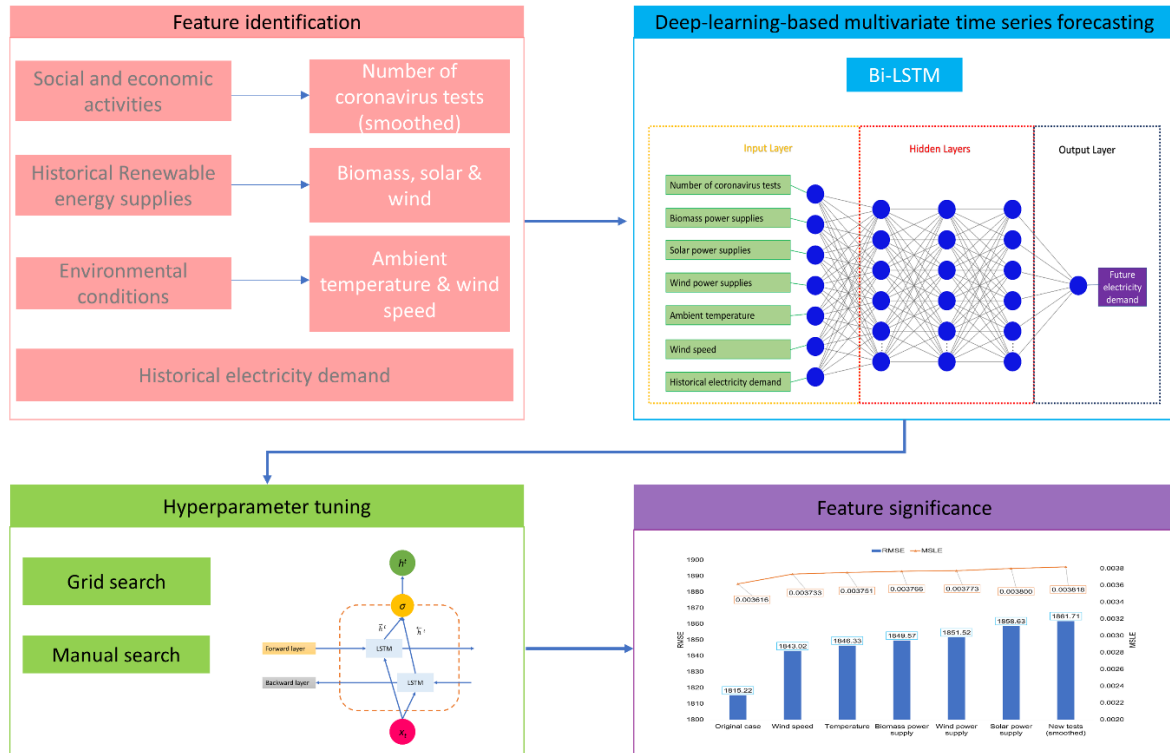 Feature identification
Social and economic
activities
Number of
coronavirus tests
(smoothed)
Historical Renewable
energy supplies
Biomass, solar &
wind
Environmental
conditions
Ambient
temperature & wind
speed
Historical electricity demand
Deep-learning-based multivariate time series forecasting
Bi-LSTM
Input Layer
Hidden Layers
Output Layer
Number of coronavirus tests
Biomass power supplies
Solar power supplies
Wind power supplies
Ambient temperature
Wind speed
Historical electricity demand
Future
electricity
demand
Hyperparameter tuning
Grid search
Manual search
hᵗ
σ
Forward layer
LSTM
Backward layer
LSTM
Feature significance
RMSE
MSLE
1900
1890
1880
1870
1860
1850
1840
1830
1820
1810
1800
RMSE
0.003616
0.003733
0.003751
0.003766
0.003773
0.003800
0.003818
1815.22
1843.02
1846.33
1849.57
1851.52
1858.63
1861.71
0.0038
0.0036
0.0034
0.0032
0.0030
0.0028
0.0026
0.0024
0.0022
0.0020
MSLE
Original case
Wind speed
Temperature
Biomass power
supply
Wind power
supply
Solar power
supply
New tests
(smoothed)